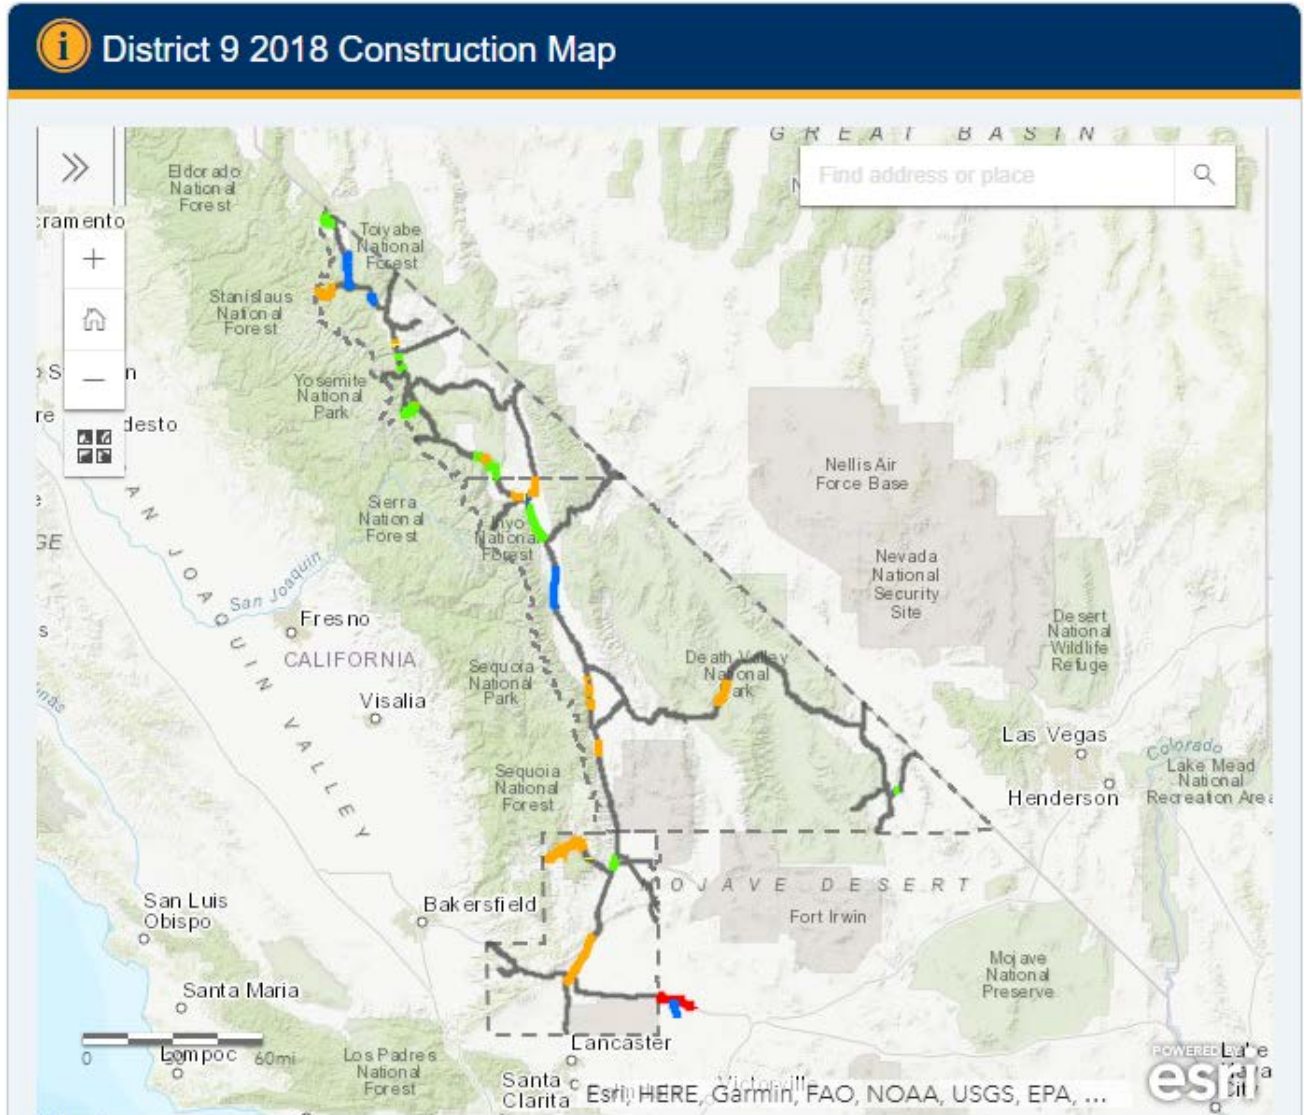 District 9 2018 Construction Map
GREAT BASIN
Find address or place
Eldorado
National
Forest
cramento
Toiyabe
National
Forest
Stanislaus
National
Forest
Yosemite
National
Park
desto
Nellis Air
Force Base
Sierra
National
Forest
Inyo
National
Forest
Nevada
National
Security
Site
SAN JOAQUIN VALLEY
San Joaquin
Fresno
CALIFORNIA
Desert
National
Wildlife
Refuge
Sequoia
National
Park
Death Valley
National
Park
Visalia
Las Vegas
Henderson
Colorado
Lake Mead
National
Recreation Area
Sequoia
National
Forest
MOJAVE DESERT
San Luis
Obispo
Bakersfield
Fort Irwin
Mojave
National
Preserve
Santa Maria
0
60mi
Lompoc
Los Padres
National
Forest
Lancaster
Santa
Clarita
Victorville
Esri, HERE, Garmin, FAO, NOAA, USGS, EPA, ...
POWERED BY
esri
Lake
City